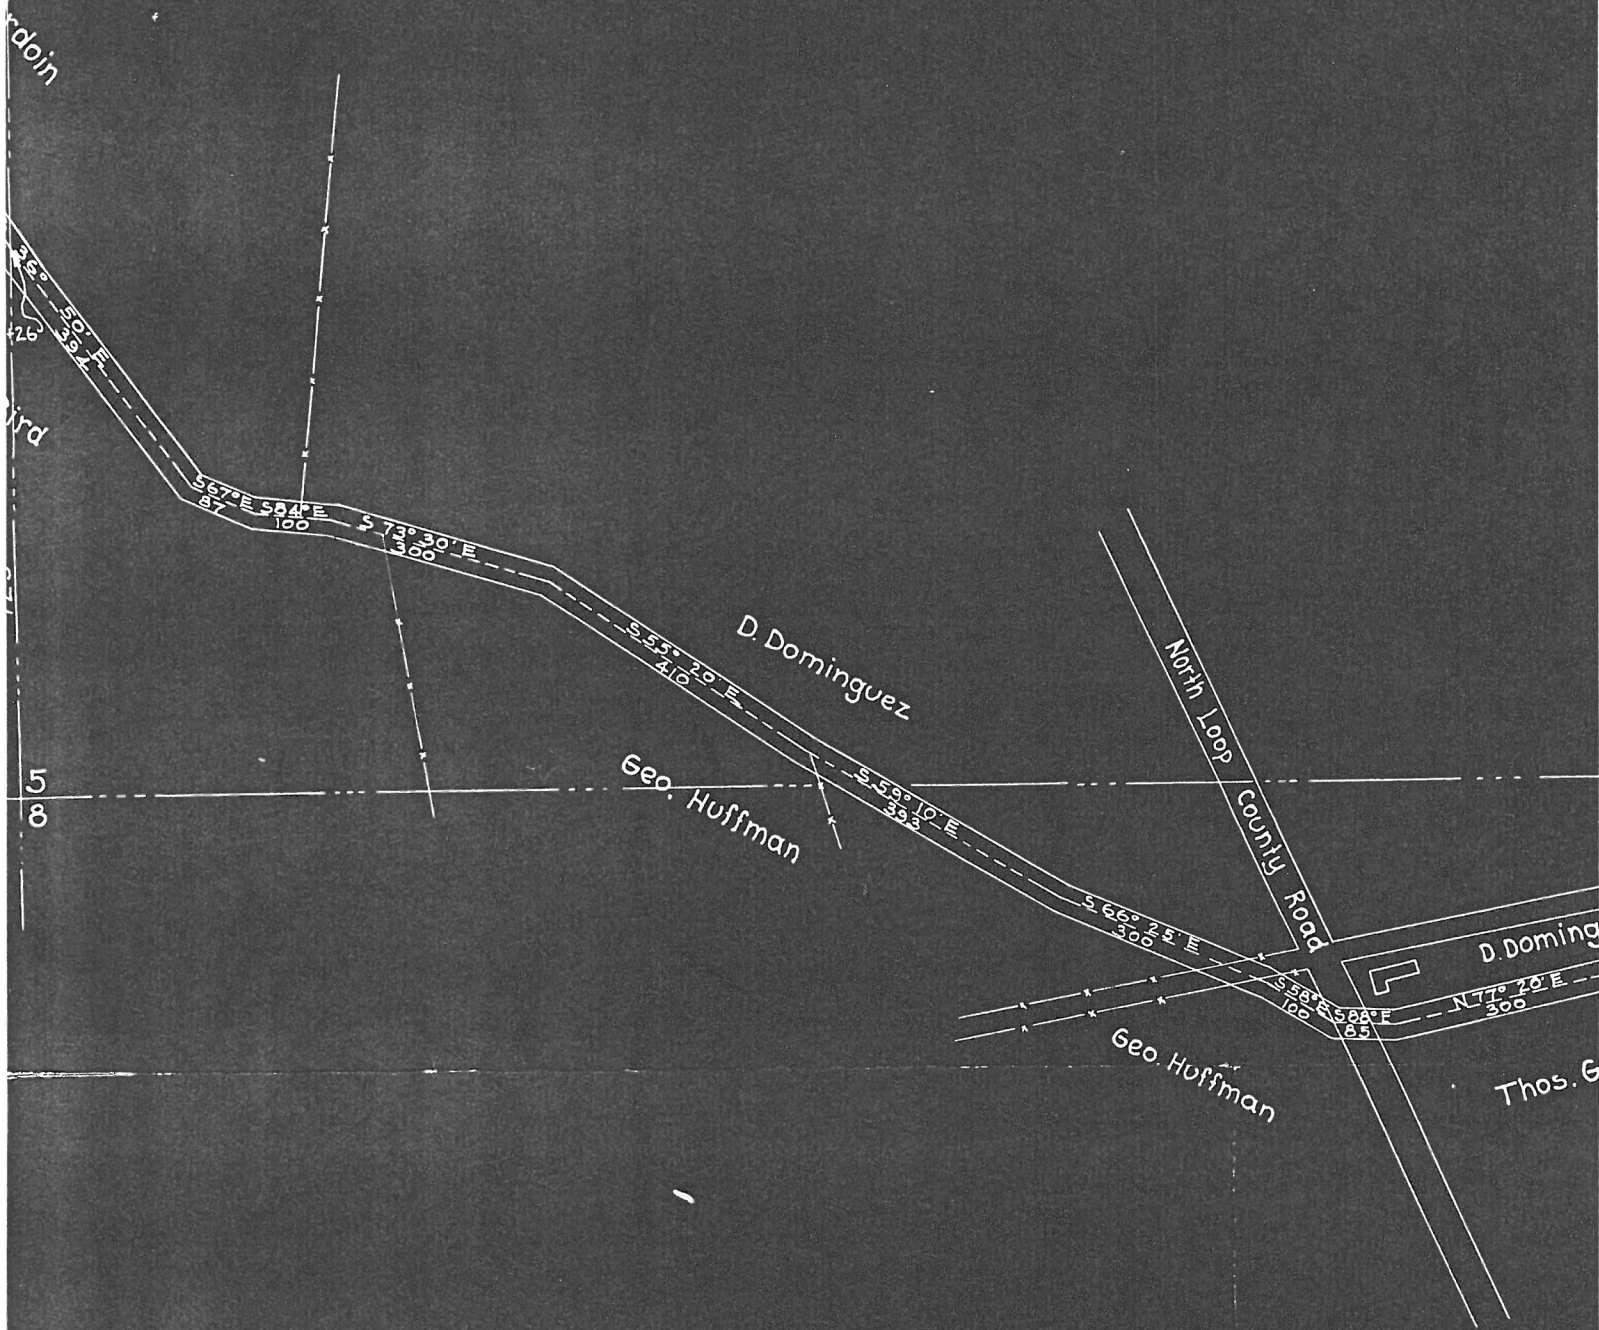 rdoin
36° 50' E
394
+26
ird
S 67° E
87
S 84° E
100
S 73° 30' E
300
D. Dominguez
S 55° 20' E
410
Geo. Huffman
North Loop County Road
5
8
S 59° 10' E
393
S 66° 25' E
300
D. Doming
S 58° E
100
S 88° E
85
N 77° 20' E
300
Geo. Huffman
Thos. G